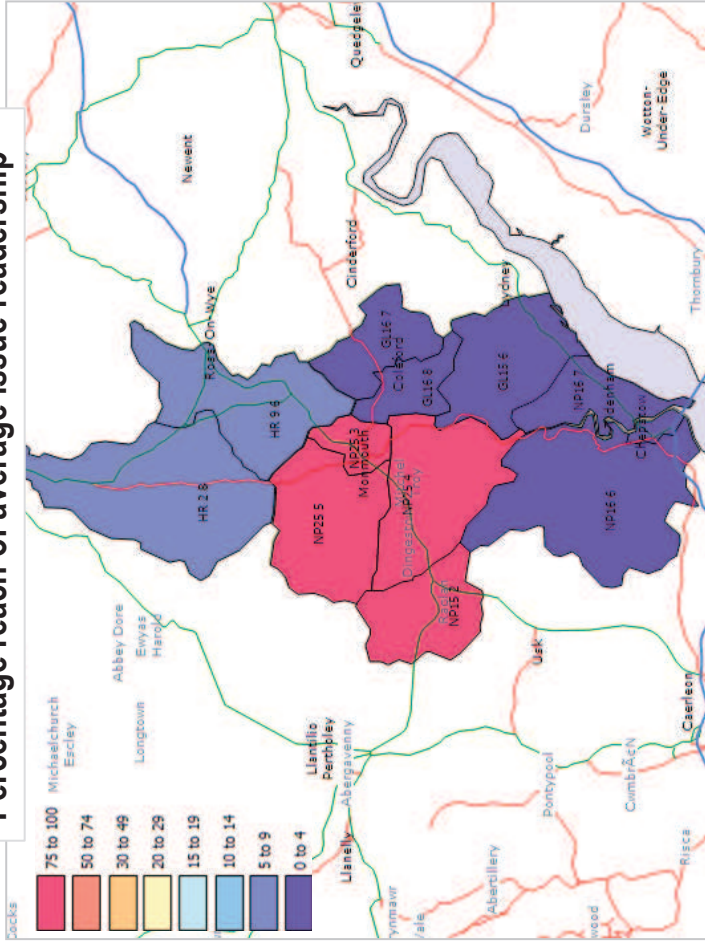 Percentage reach of average issue readership
75 to 100
50 to 74
30 to 49
20 to 29
15 to 19
10 to 14
5 to 9
0 to 4
Michaelchurch
Escley
Longtown
Abbey Dore
Ewyas
Harold
Newent
Quedgele
Ross-On-Wye
HR 2 8
HR 9 6
Cinderford
Llantilio
Pertholey
Abergavenny
Llanelly
NP25 5
NP25 3
Monmouth
GL16 7
Coleford
GL16 8
NP25 4
Raglan
NP15 2
GL15 6
Lydney
Dursley
Wotton-
Under-Edge
Usk
Abertillery
Pontypool
CwmbrÃ¢N
NP16 6
NP16 7
Chepstow
Thornbury
Caerleon
Risca
wood